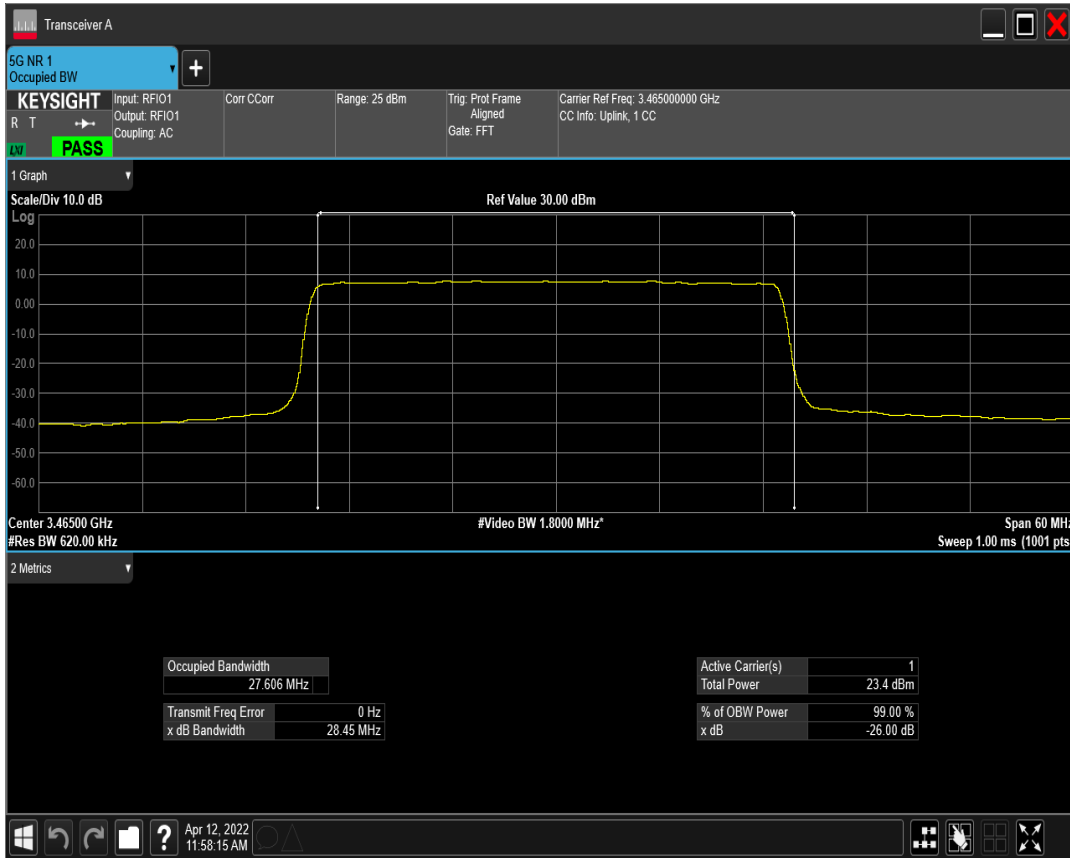 Transceiver A
5G NR 1
Occupied BW
+
KEYSIGHT
R T
LXI
PASS
Input: RFIO1
Output: RFIO1
Coupling: AC
Corr CCorr
Range: 25 dBm
Trig: Prot Frame
Aligned
Gate: FFT
Carrier Ref Freq: 3.465000000 GHz
CC Info: Uplink, 1 CC
1 Graph
Scale/Div 10.0 dB
Ref Value 30.00 dBm
Log
20.0
10.0
0.00
-10.0
-20.0
-30.0
-40.0
-50.0
-60.0
Center 3.46500 GHz
#Video BW 1.8000 MHz*
Span 60 MHz
#Res BW 620.00 kHz
Sweep 1.00 ms (1001 pts
2 Metrics
Occupied Bandwidth
27.606 MHz
Transmit Freq Error 0 Hz
x dB Bandwidth 28.45 MHz
Active Carrier(s) 1
Total Power 23.4 dBm
% of OBW Power 99.00 %
x dB -26.00 dB
?
Apr 12, 2022
11:58:15 AM